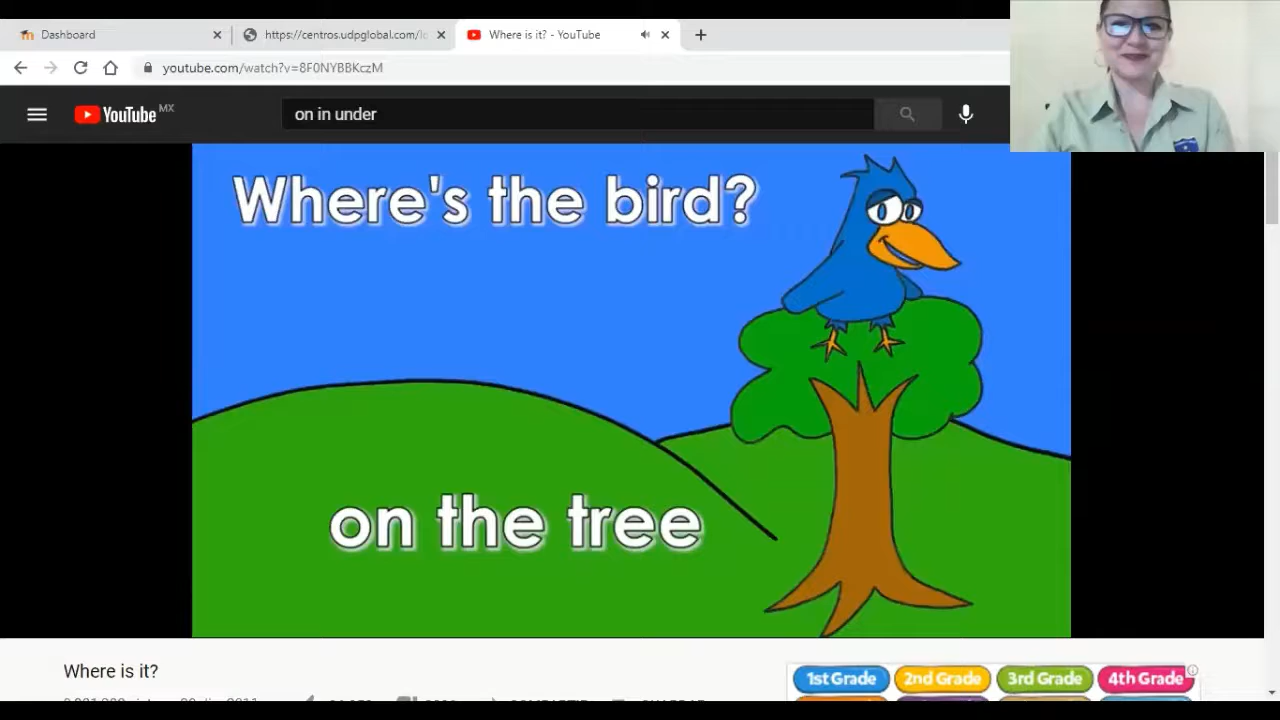 Dashboard
https://centros.udpglobal.com/lo
Where is it? - YouTube
youtube.com/watch?v=8F0NYBBKczM
YouTube MX
on in under
Where's the bird?
on the tree
Where is it?
1st Grade
2nd Grade
3rd Grade
4th Grade